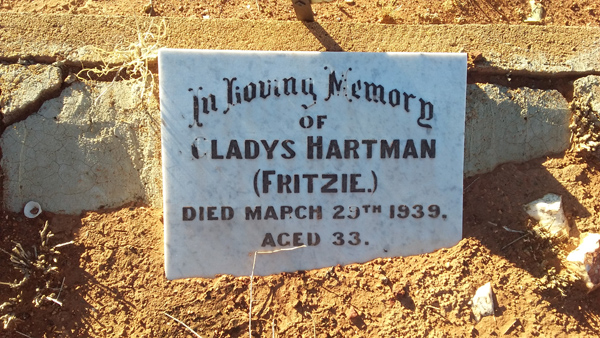 In Loving Memory
OF
GLADYS HARTMAN
(FRITZIE.)
DIED MARCH 29TH 1939.
AGED 33.